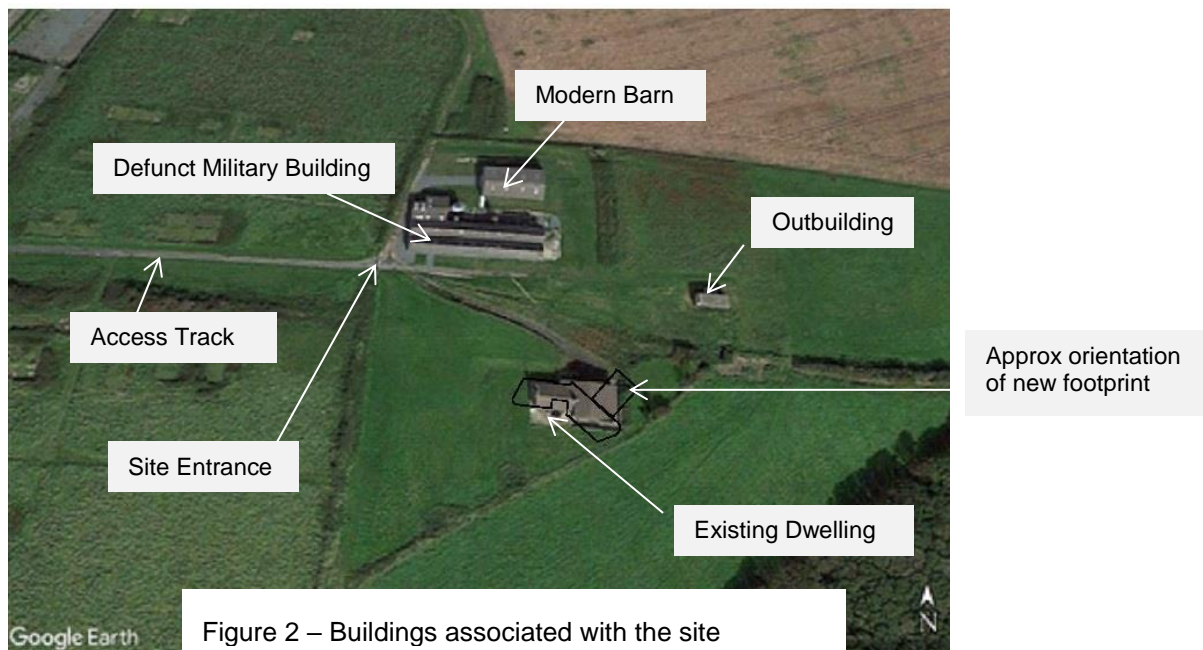 Modern Barn
Defunct Military Building
Outbuilding
Access Track
Approx orientation
of new footprint
Site Entrance
Existing Dwelling
N
Figure 2 – Buildings associated with the site
Google Earth